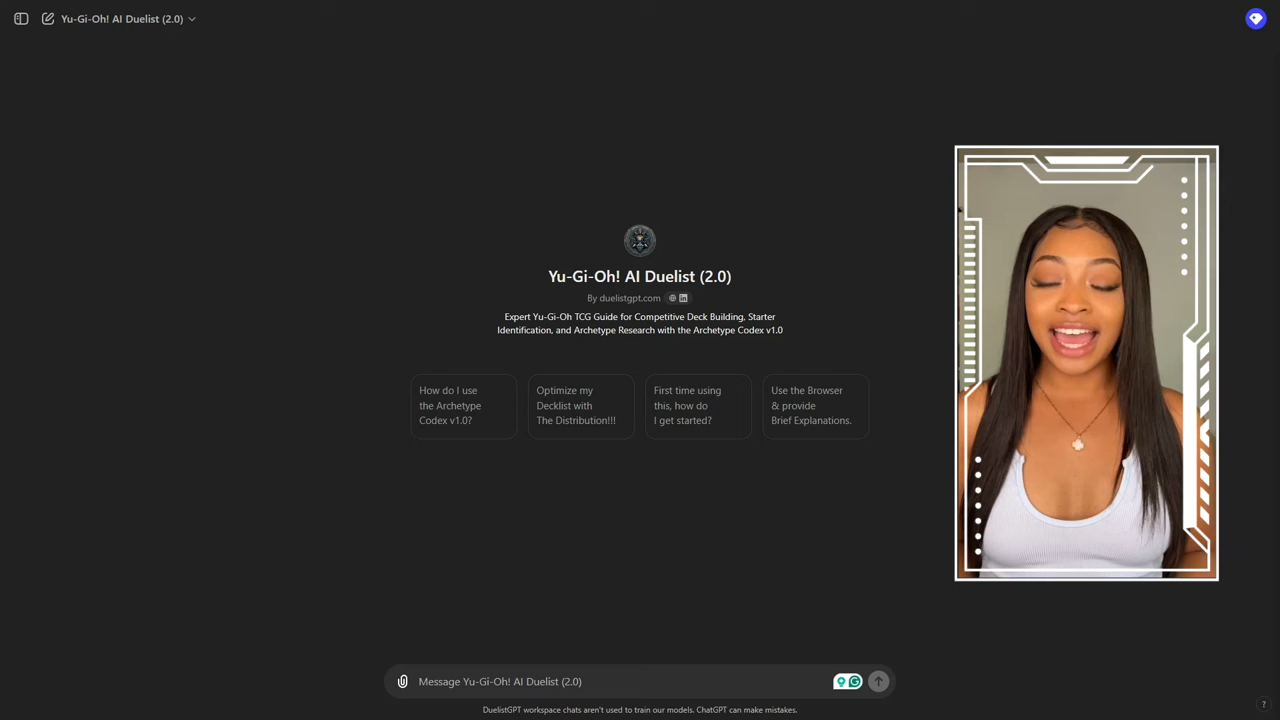 Yu-Gi-Oh! AI Duelist (2.0)
Yu-Gi-Oh! AI Duelist (2.0)
By duelistgpt.com
Expert Yu-Gi-Oh TCG Guide for Competitive Deck Building, Starter
Identification, and Archetype Research with the Archetype Codex v1.0
How do I use
the Archetype
Codex v1.0?
Optimize my
Decklist with
The Distribution!!!
First time using
this, how do
I get started?
Use the Browser
& provide
Brief Explanations.
Message Yu-Gi-Oh! AI Duelist (2.0)
DuelistGPT workspace chats aren't used to train our models. ChatGPT can make mistakes.
?